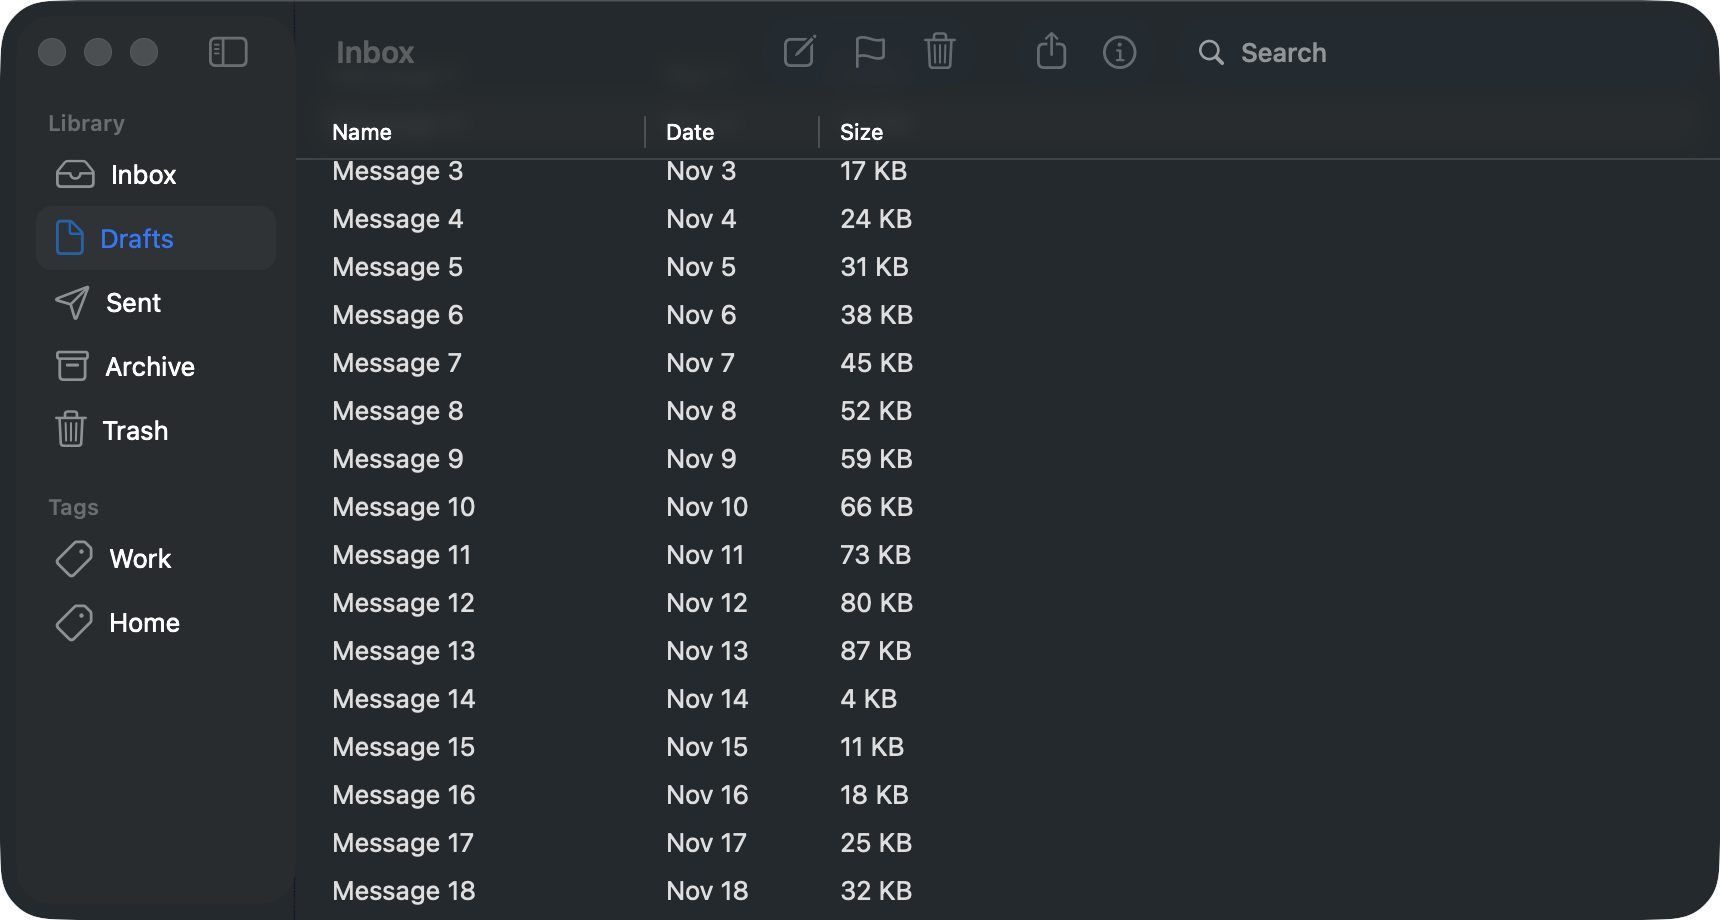 Inbox
Search
Library
Inbox
Drafts
Sent
Archive
Trash
Tags
Work
Home
Name Date Size
Message 3 Nov 3 17 KB
Message 4 Nov 4 24 KB
Message 5 Nov 5 31 KB
Message 6 Nov 6 38 KB
Message 7 Nov 7 45 KB
Message 8 Nov 8 52 KB
Message 9 Nov 9 59 KB
Message 10 Nov 10 66 KB
Message 11 Nov 11 73 KB
Message 12 Nov 12 80 KB
Message 13 Nov 13 87 KB
Message 14 Nov 14 4 KB
Message 15 Nov 15 11 KB
Message 16 Nov 16 18 KB
Message 17 Nov 17 25 KB
Message 18 Nov 18 32 KB